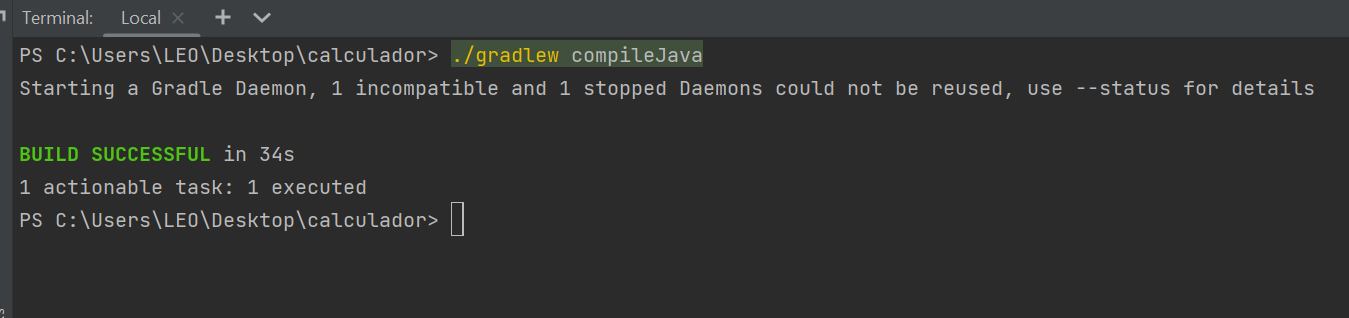 Terminal: Local
PS C:\Users\LEO\Desktop\calculador> ./gradlew compileJava
Starting a Gradle Daemon, 1 incompatible and 1 stopped Daemons could not be reused, use --status for details
BUILD SUCCESSFUL in 34s
1 actionable task: 1 executed
PS C:\Users\LEO\Desktop\calculador>